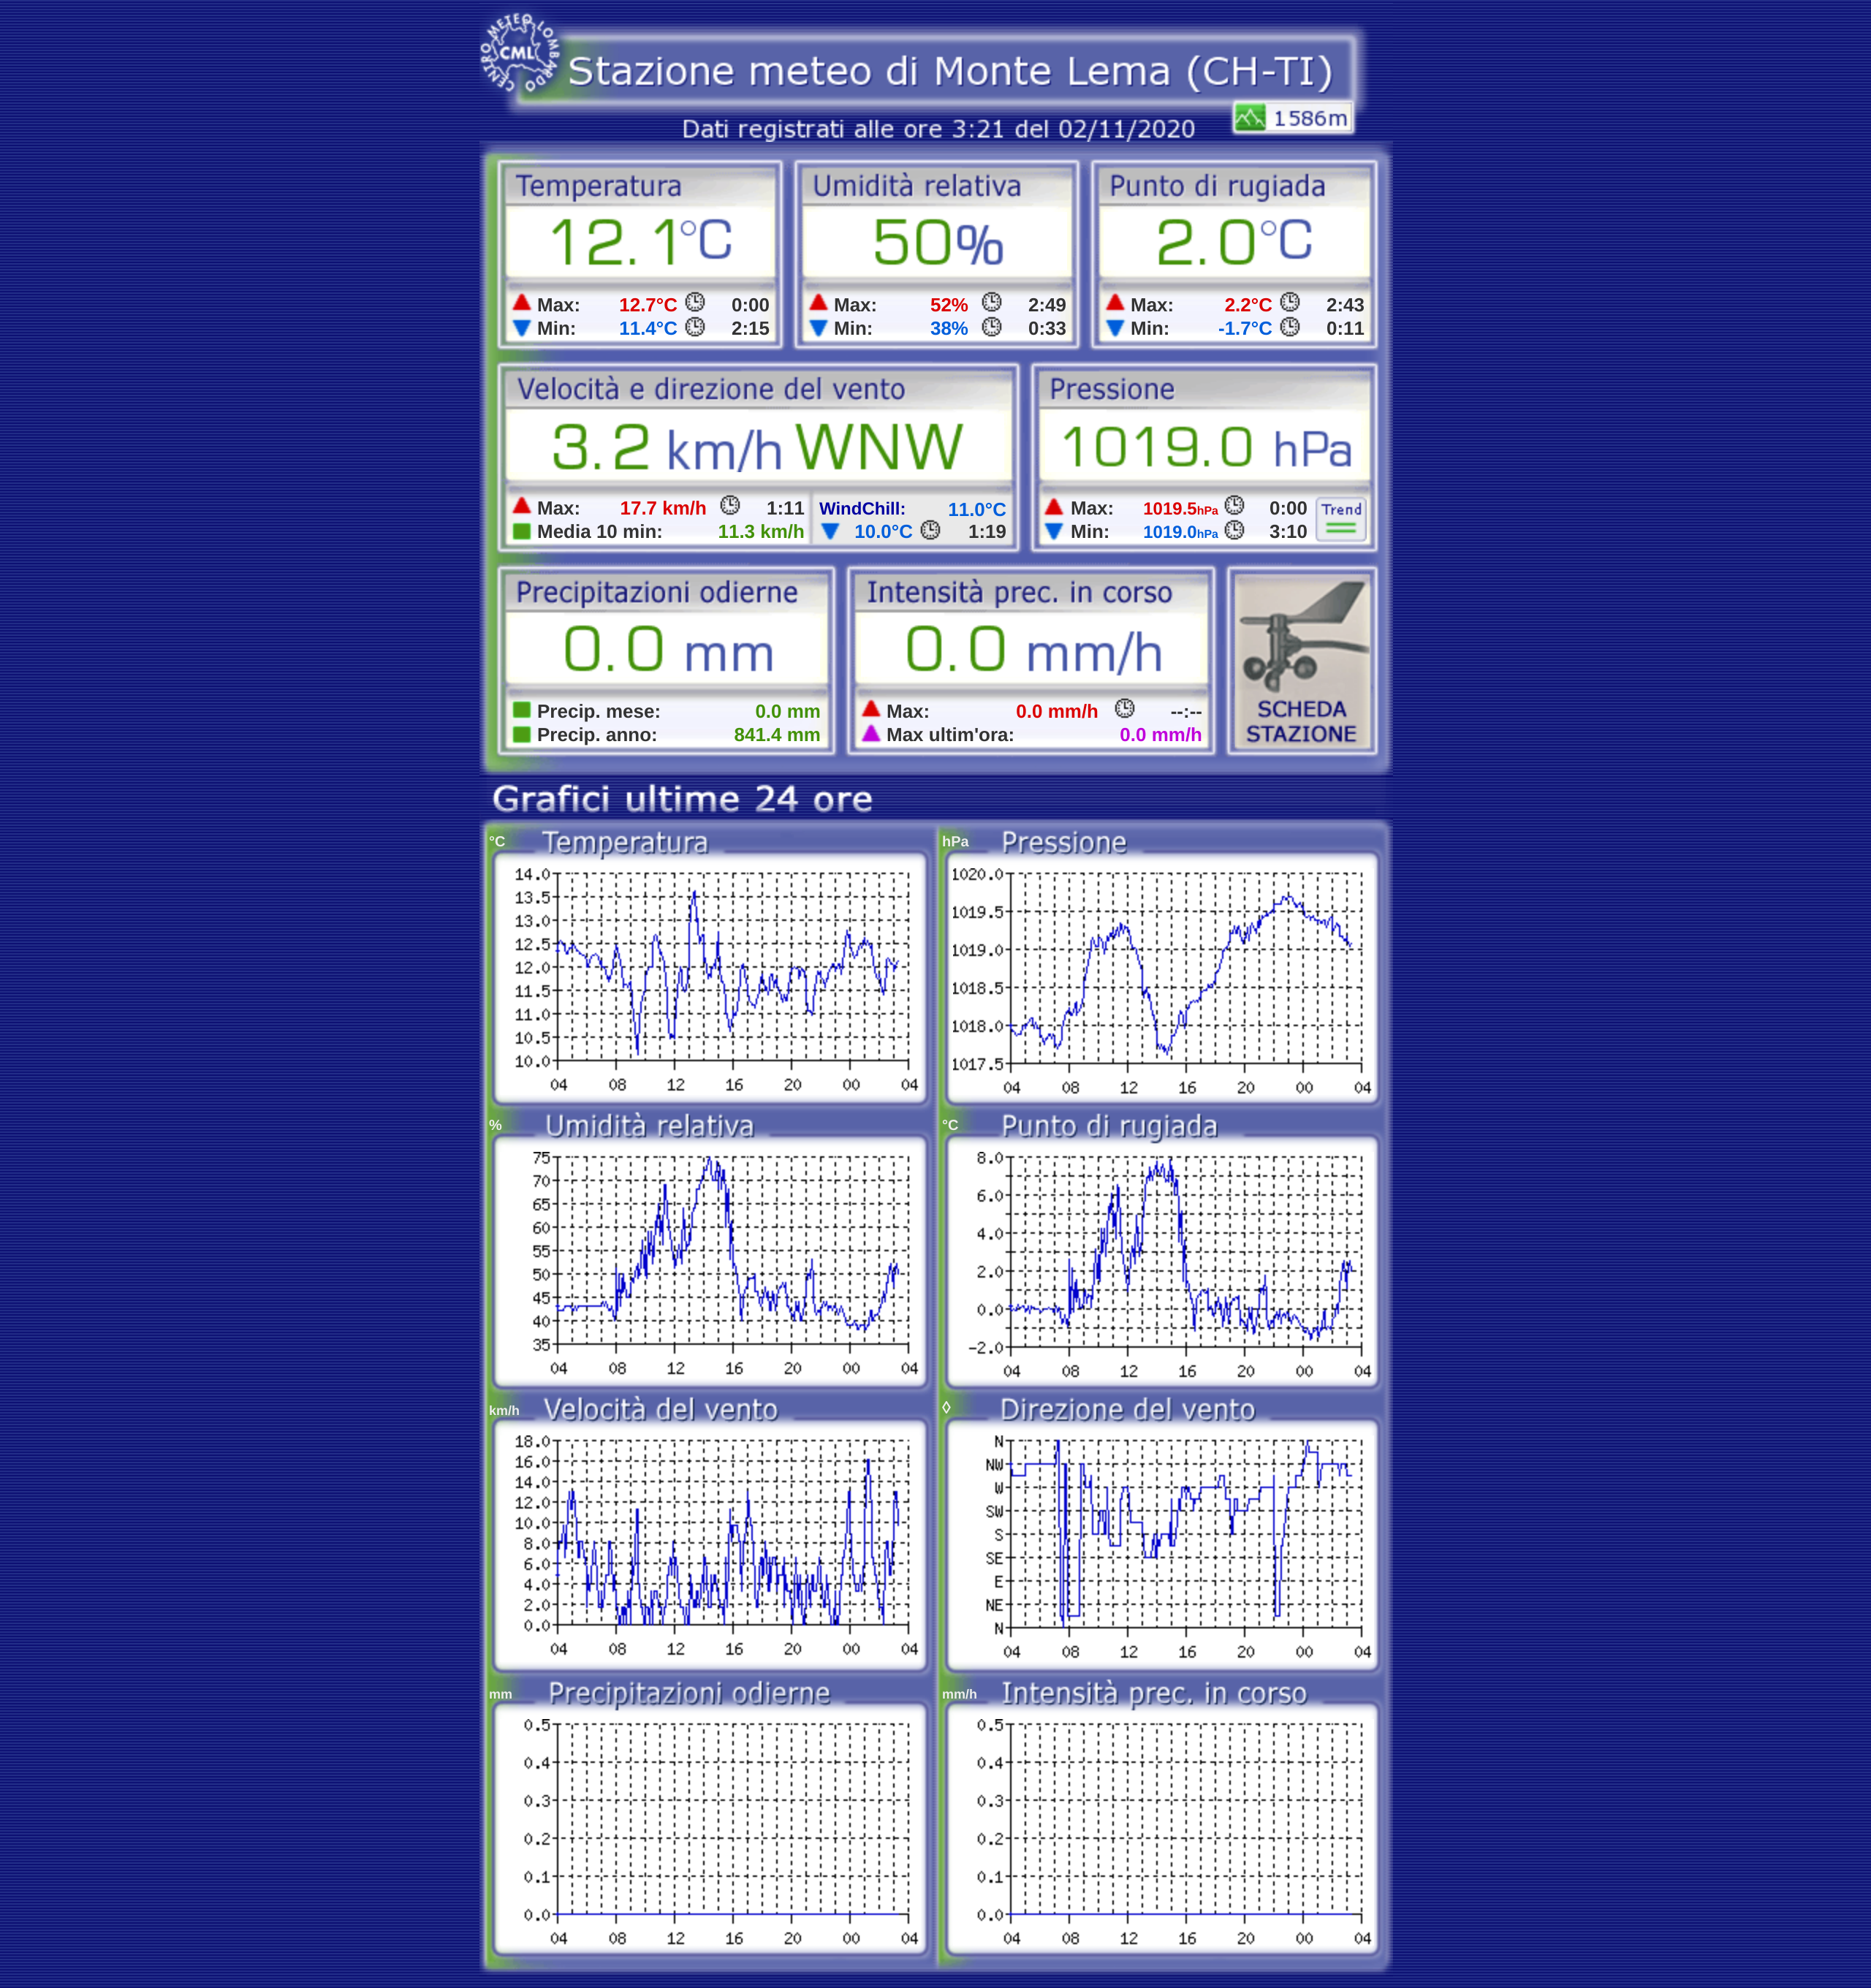 CENTRO METEO LOMBARDO
CML
Stazione meteo di Monte Lema (CH-TI)
1586m
Dati registrati alle ore 3:21 del 02/11/2020
Temperatura
12.1°C
Max: 12.7°C 0:00
Min: 11.4°C 2:15
Umidità relativa
50%
Max: 52% 2:49
Min: 38% 0:33
Punto di rugiada
2.0°C
Max: 2.2°C 2:43
Min: -1.7°C 0:11
Velocità e direzione del vento
3.2 km/h WNW
Max: 17.7 km/h 1:11
Media 10 min: 11.3 km/h
WindChill: 11.0°C
10.0°C 1:19
Pressione
1019.0 hPa
Max: 1019.5hPa 0:00
Min: 1019.0hPa 3:10
Trend
Precipitazioni odierne
0.0 mm
Precip. mese: 0.0 mm
Precip. anno: 841.4 mm
Intensità prec. in corso
0.0 mm/h
Max: 0.0 mm/h --:--
Max ultim'ora: 0.0 mm/h
SCHEDA
STAZIONE
Grafici ultime 24 ore
°C Temperatura
14.0
13.5
13.0
12.5
12.0
11.5
11.0
10.5
10.0
04 08 12 16 20 00 04
hPa Pressione
1020.0
1019.5
1019.0
1018.5
1018.0
1017.5
04 08 12 16 20 00 04
% Umidità relativa
75
70
65
60
55
50
45
40
35
04 08 12 16 20 00 04
°C Punto di rugiada
8.0
6.0
4.0
2.0
0.0
-2.0
04 08 12 16 20 00 04
km/h Velocità del vento
18.0
16.0
14.0
12.0
10.0
8.0
6.0
4.0
2.0
0.0
04 08 12 16 20 00 04
◊ Direzione del vento
N
NW
W
SW
S
SE
E
NE
N
04 08 12 16 20 00 04
mm Precipitazioni odierne
0.5
0.4
0.3
0.2
0.1
0.0
04 08 12 16 20 00 04
mm/h Intensità prec. in corso
0.5
0.4
0.3
0.2
0.1
0.0
04 08 12 16 20 00 04